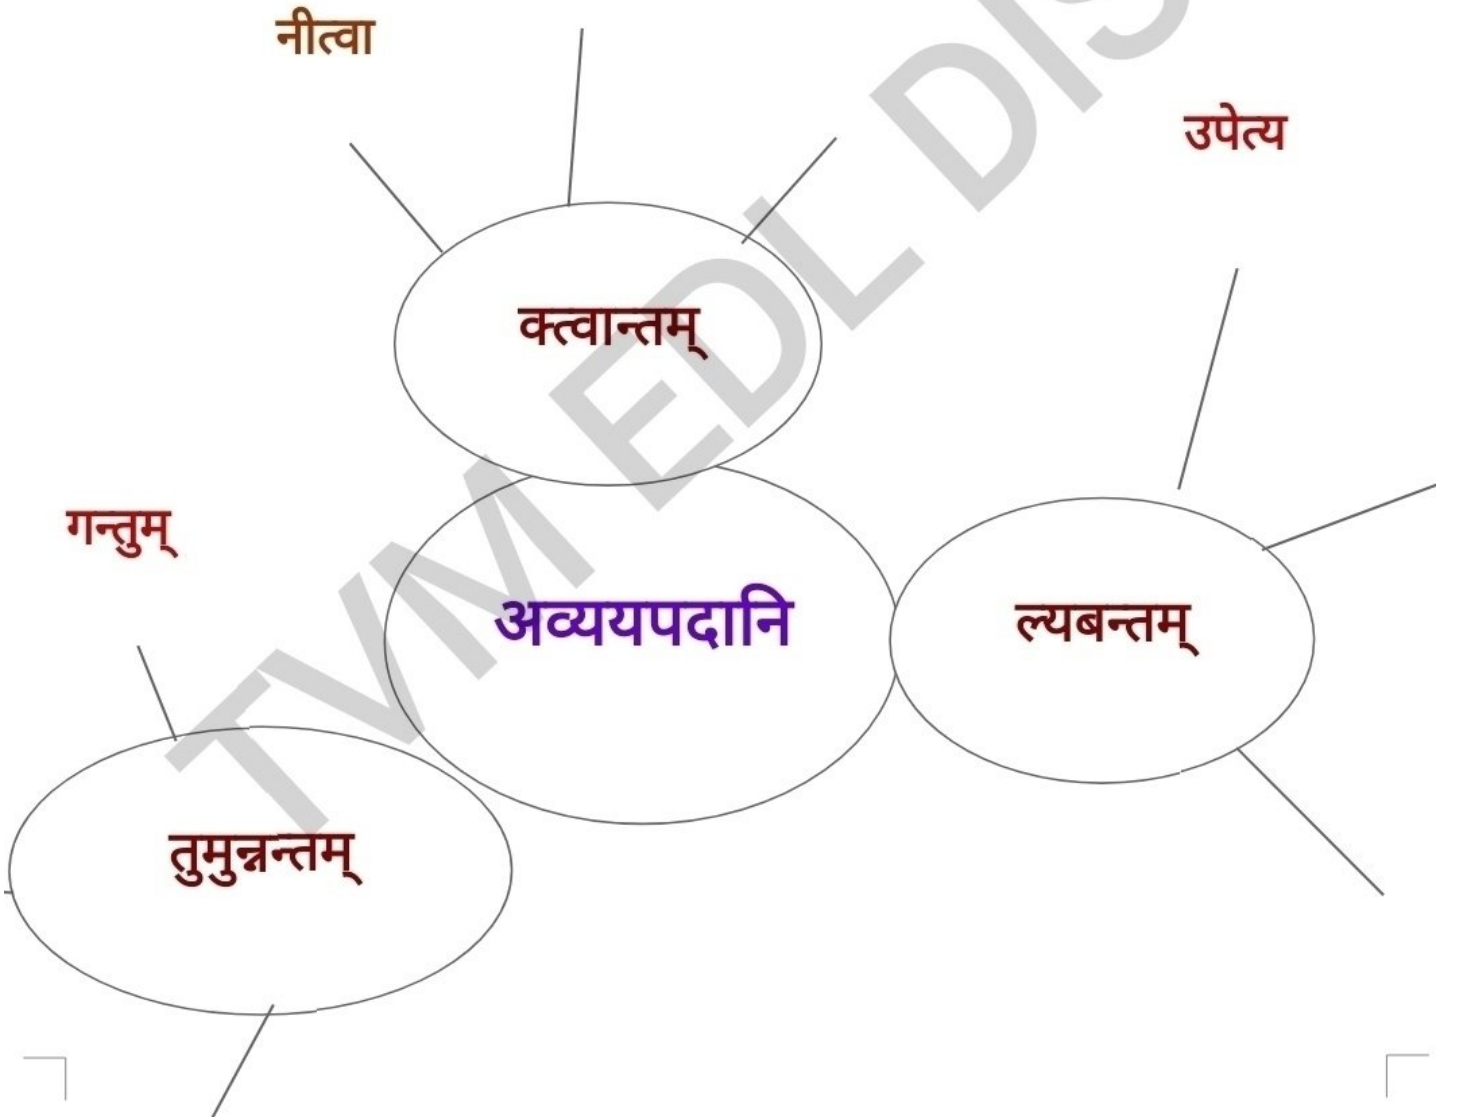 नीत्वा
उपेत्य
क्त्वान्तम्
गन्तुम्
अव्ययपदानि
ल्यबन्तम्
तुमुन्नन्तम्
TVM EDL DIS